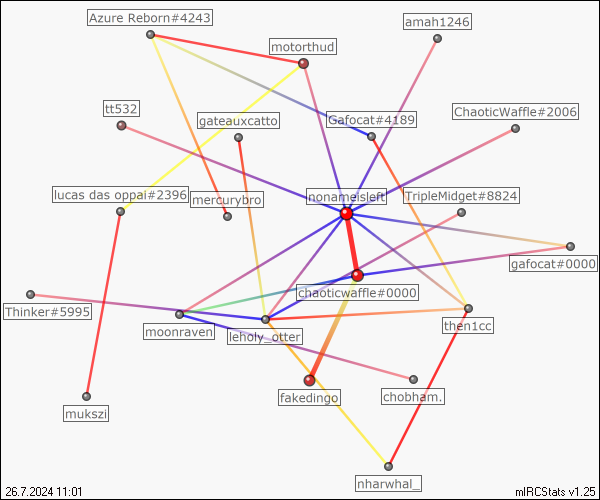 Azure Reborn#4243
amah1246
motorthud
tt532
gateauxcatto
Gafocat#4189
ChaoticWaffle#2006
lucas das oppai#2396
mercurybro
nonameisleft
TripleMidget#8824
gafocat#0000
chaoticwaffle#0000
Thinker#5995
moonraven
leholy_otter
then1cc
fakedingo
chobham.
mukszi
nharwhal_
26.7.2024 11:01
mIRCStats v1.25